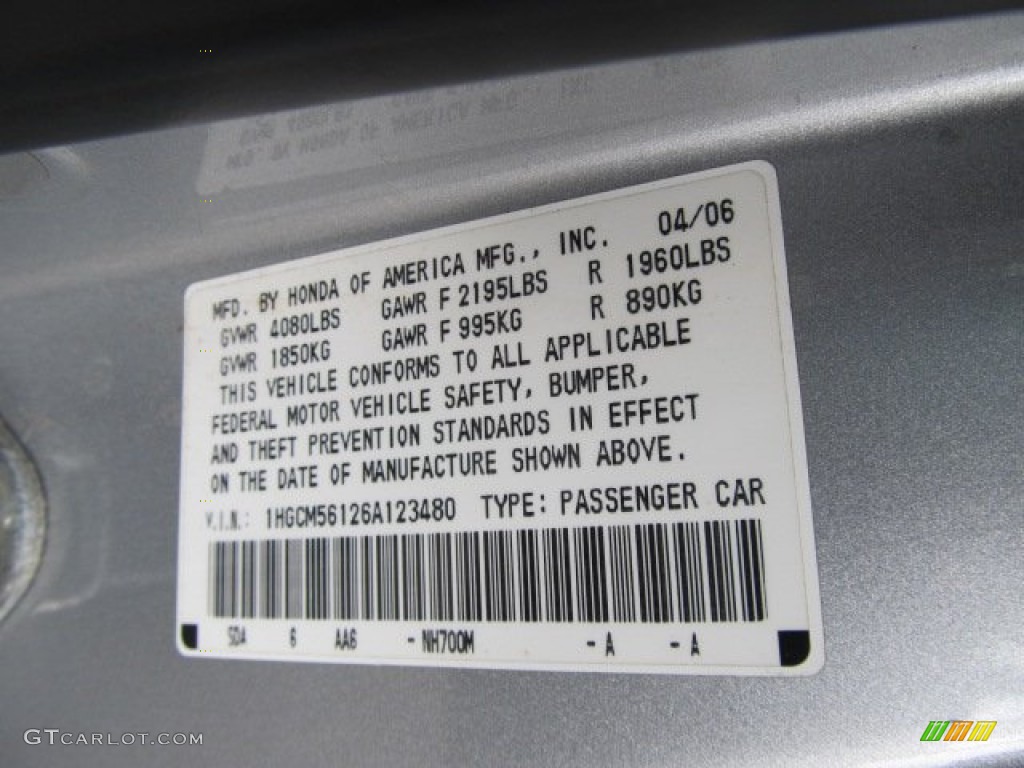 MFD. BY HONDA OF AMERICA MFG., INC. 04/06
GVWR 4080LBS GAWR F 2195LBS R 1960LBS
GVWR 1850KG GAWR F 995KG R 890KG
THIS VEHICLE CONFORMS TO ALL APPLICABLE
FEDERAL MOTOR VEHICLE SAFETY, BUMPER,
AND THEFT PREVENTION STANDARDS IN EFFECT
ON THE DATE OF MANUFACTURE SHOWN ABOVE.
V.I.N.: 1HGCM56126A123480 TYPE: PASSENGER CAR
SDA 6 AA6 - NH700M - A - A
GTCARLOT.COM